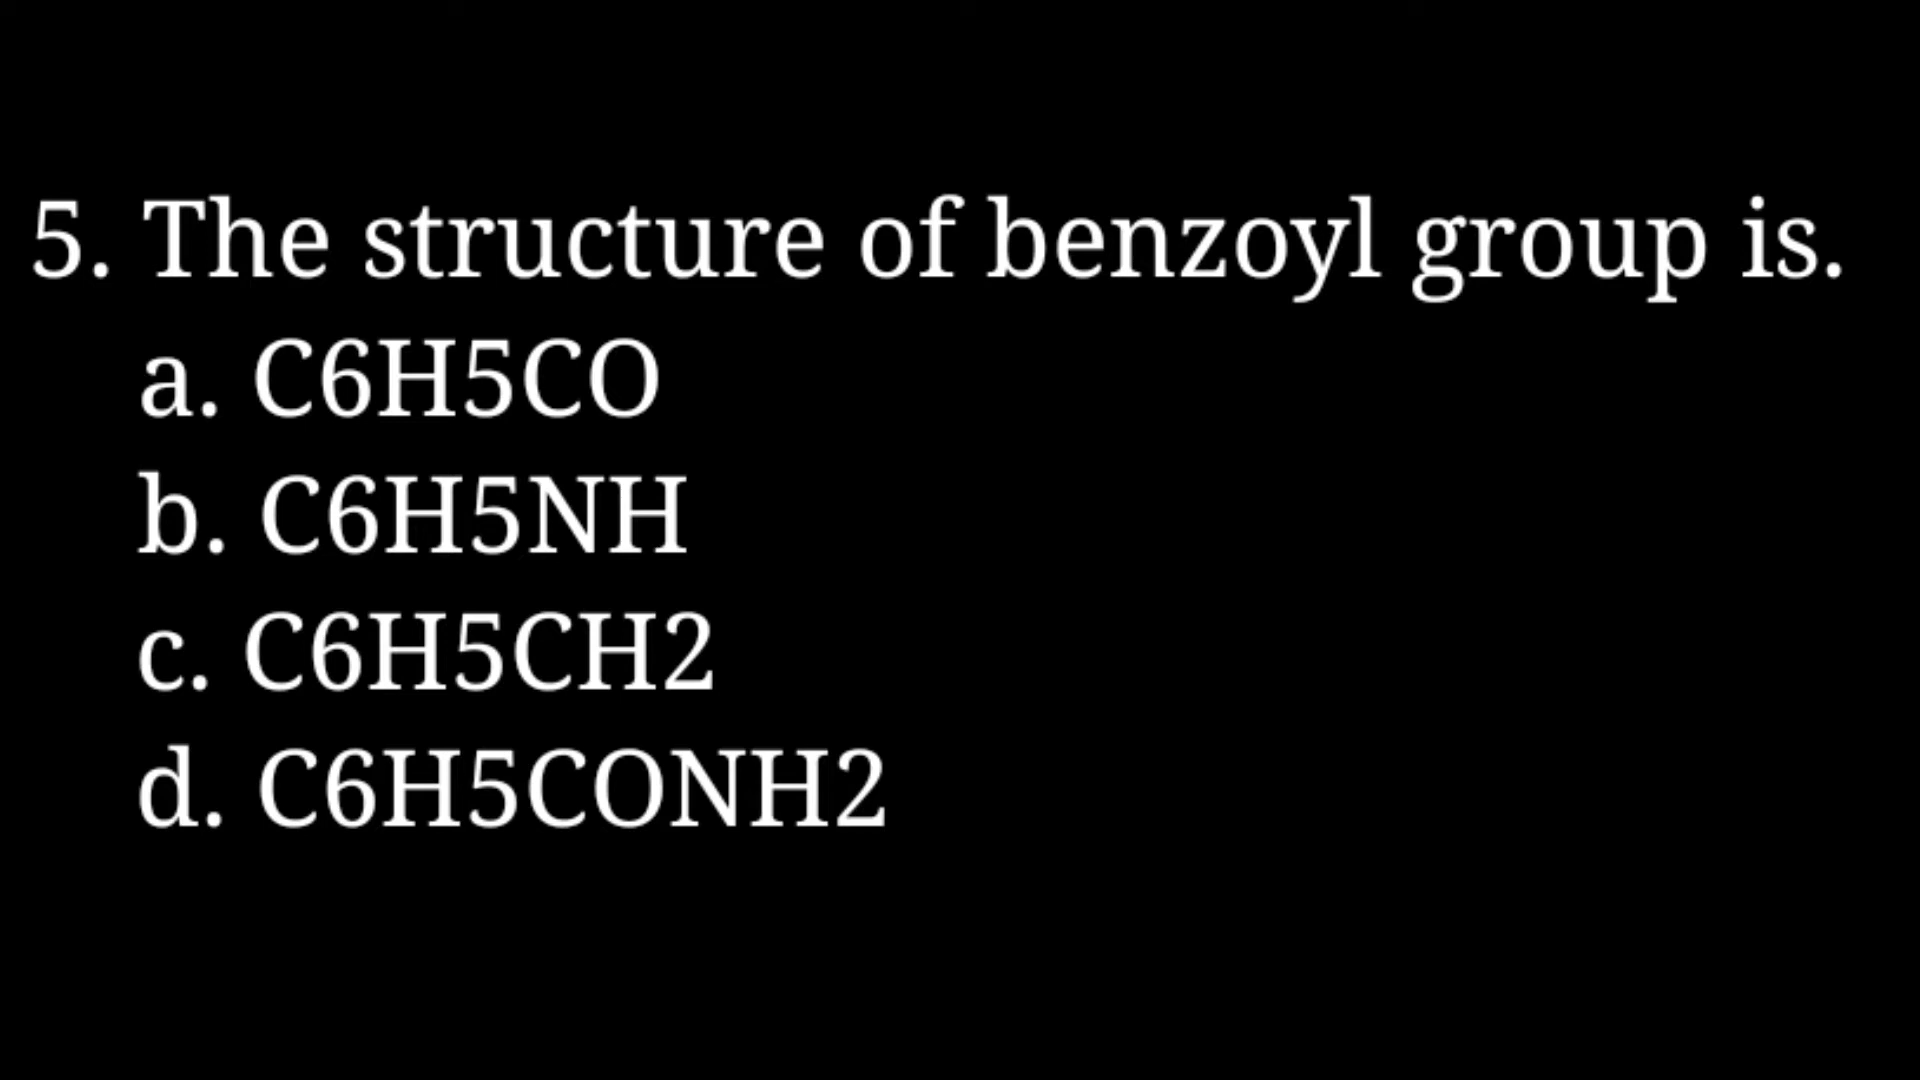 5. The structure of benzoyl group is.
a. C6H5CO
b. C6H5NH
c. C6H5CH2
d. C6H5CONH2